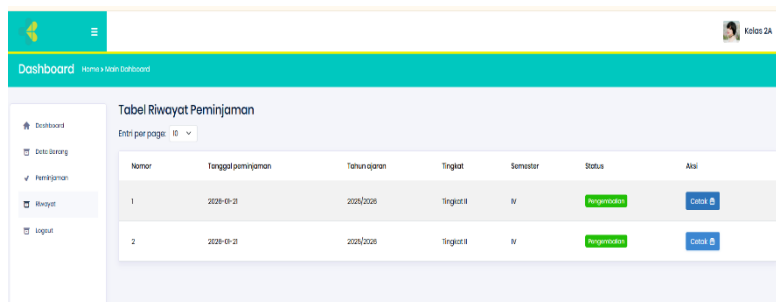 Kelas 2A
Dashboard Home » Main Dahboard
Dashboard
Data Barang
Peminjaman
Riwayat
Logout
Tabel Riwayat Peminjaman
Entri per page: 10
Nomor Tanggal peminjaman Tahun ajaran Tingkat Semester Status Aksi
1 2026-01-21 2025/2026 Tingkat II IV Pengembalian Cetak
2 2026-01-21 2025/2026 Tingkat II IV Pengembalian Cetak